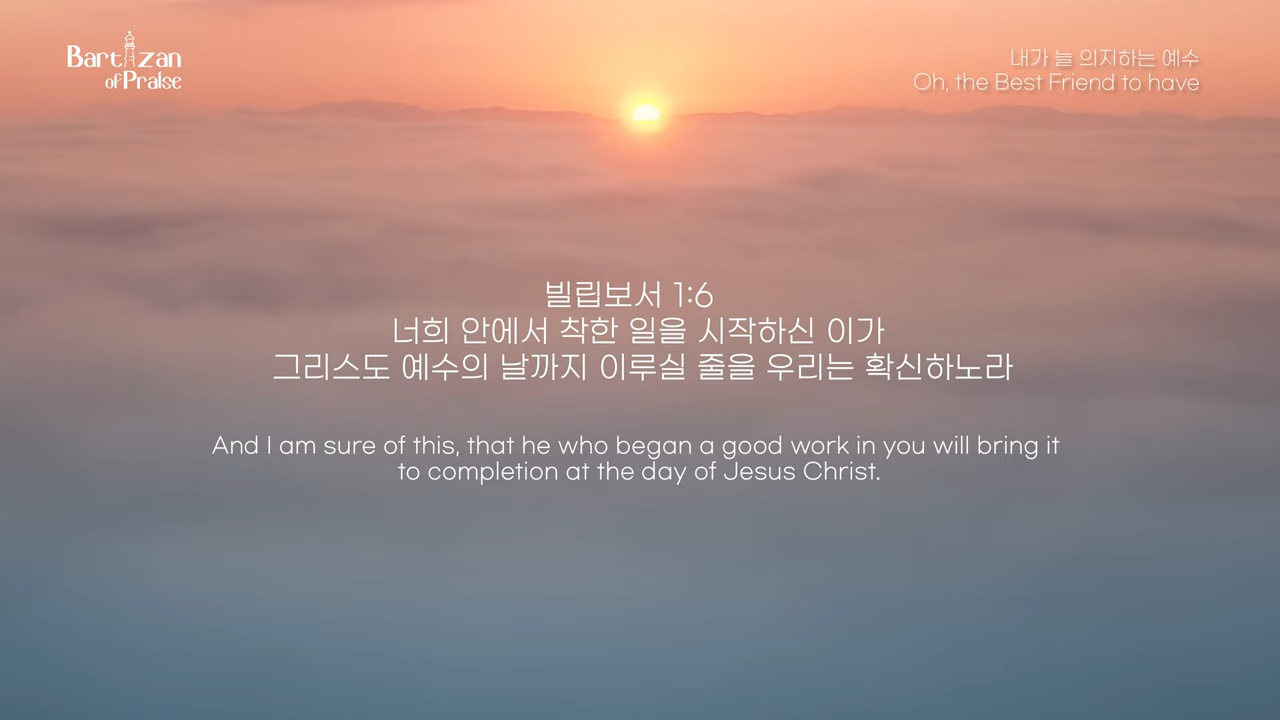 Bartizan
of Praise
내가 늘 의지하는 예수
Oh, the Best Friend to have
빌립보서 1:6
너희 안에서 착한 일을 시작하신 이가
그리스도 예수의 날까지 이루실 줄을 우리는 확신하노라
And I am sure of this, that he who began a good work in you will bring it
to completion at the day of Jesus Christ.